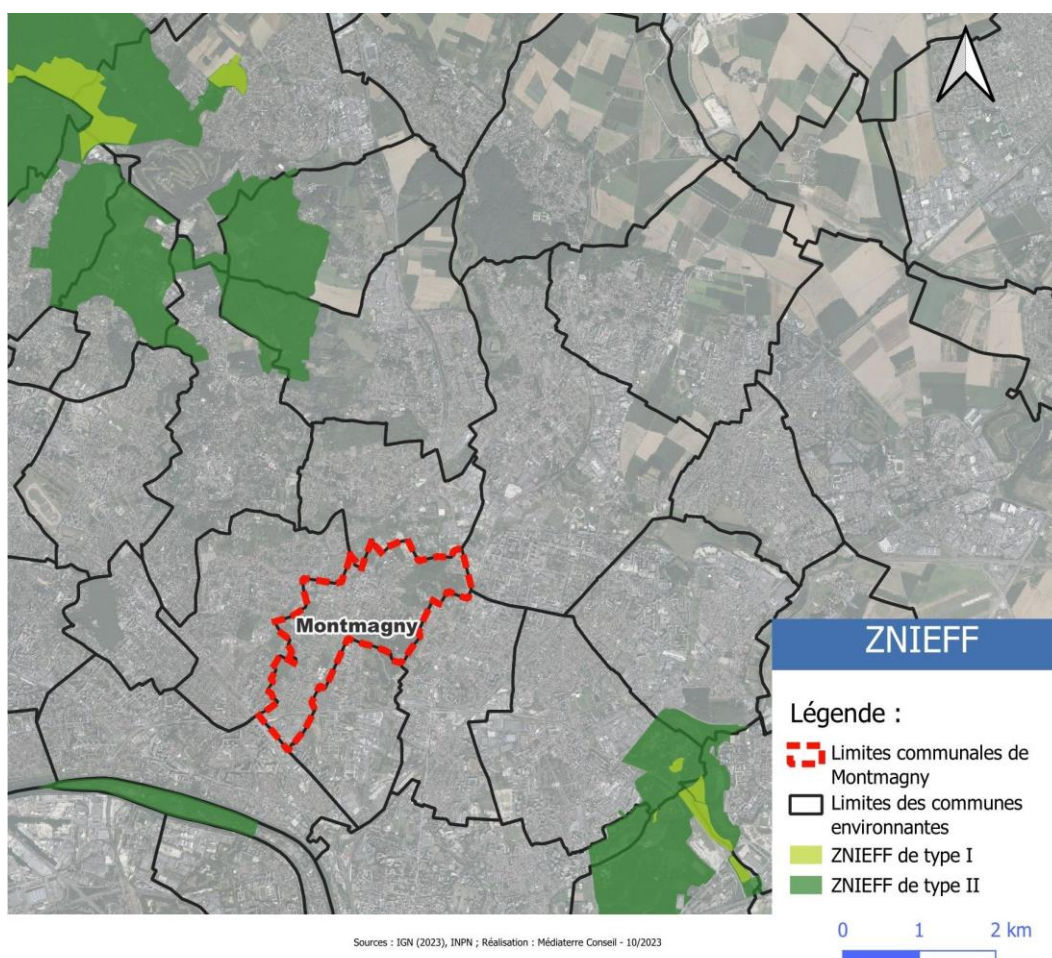 Montmagny
ZNIEFF
Légende :
Limites communales de
Montmagny
Limites des communes
environnantes
ZNIEFF de type I
ZNIEFF de type II
0 1 2 km
Sources : IGN (2023), INPN ; Réalisation : Médiaterre Conseil - 10/2023